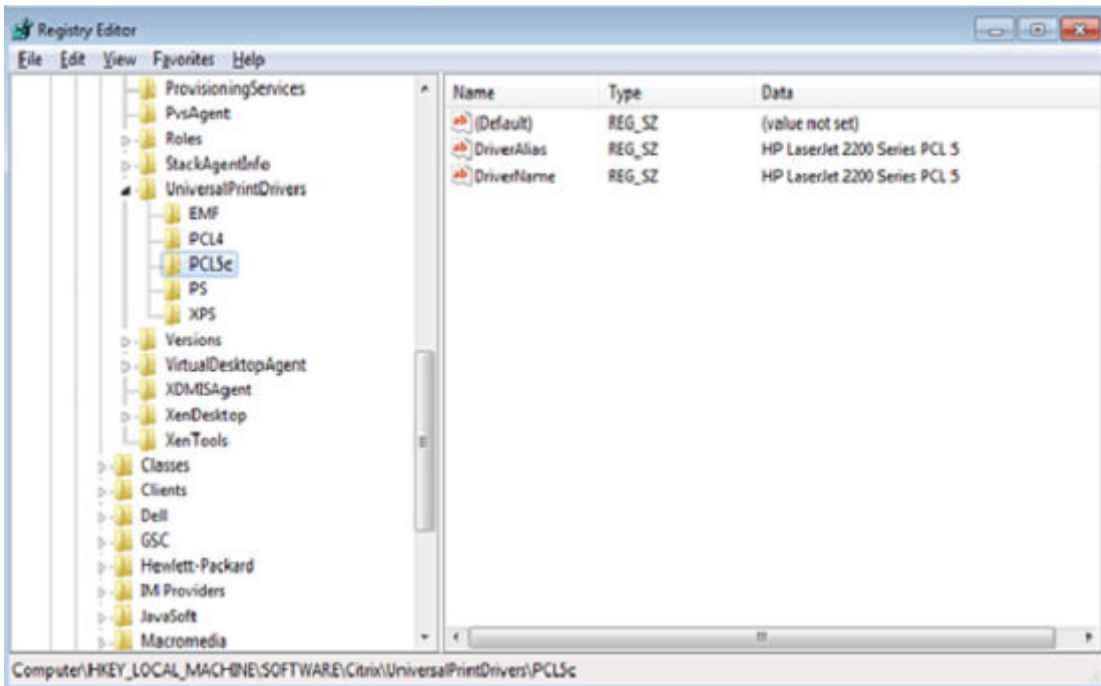 Registry Editor
File Edit View Favorites Help
ProvisioningServices
PvsAgent
Roles
StackAgentInfo
UniversalPrintDrivers
EMF
PCL4
PCL5c
PS
XPS
Versions
VirtualDesktopAgent
XDMISAgent
XenDesktop
XenTools
Classes
Clients
Dell
GSC
Hewlett-Packard
IM Providers
JavaSoft
Macromedia
Name Type Data
ab (Default) REG_SZ (value not set)
ab DriverAlias REG_SZ HP LaserJet 2200 Series PCL 5
ab DriverName REG_SZ HP LaserJet 2200 Series PCL 5
Computer\HKEY_LOCAL_MACHINE\SOFTWARE\Citrix\UniversalPrintDrivers\PCL5c